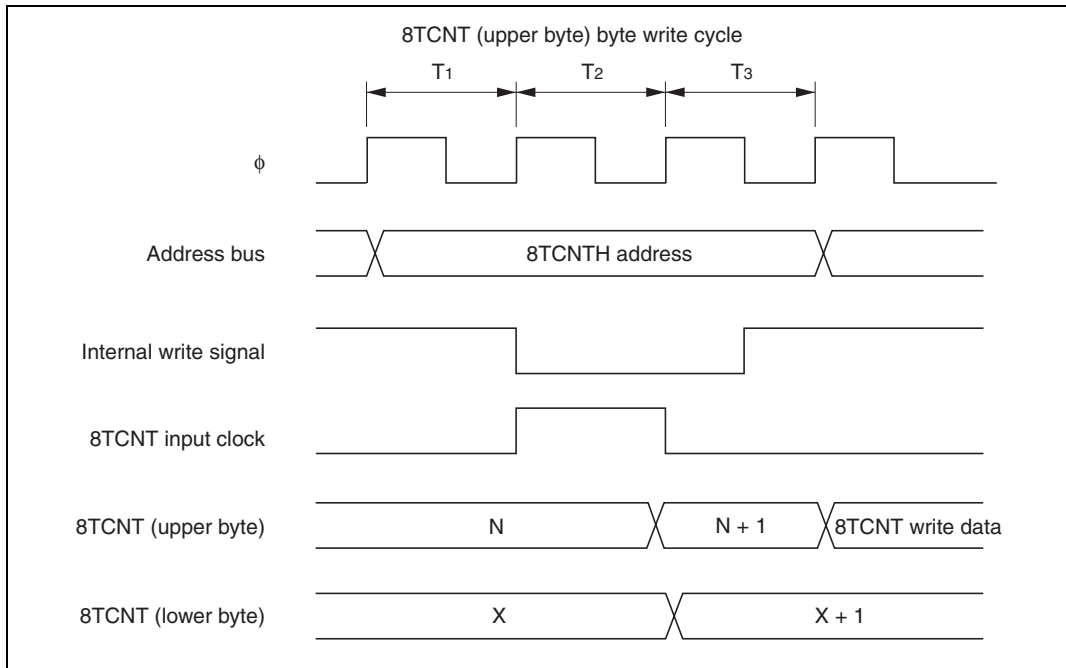 8TCNT (upper byte) byte write cycle
T1 T2 T3
ϕ
Address bus 8TCNTH address
Internal write signal
8TCNT input clock
8TCNT (upper byte) N N + 1 8TCNT write data
8TCNT (lower byte) X X + 1